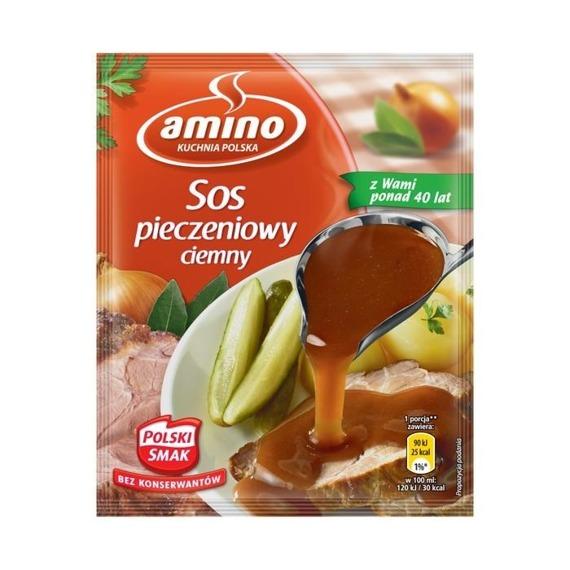 amino
KUCHNIA POLSKA
z Wami
ponad 40 lat
Sos
pieczeniowy
ciemny
POLSKI
SMAK
BEZ KONSERWANTÓW
1 porcja**
zawiera:
90 kJ
25 kcal
1%*
w 100 ml:
120 kJ / 30 kcal
Propozycja podania